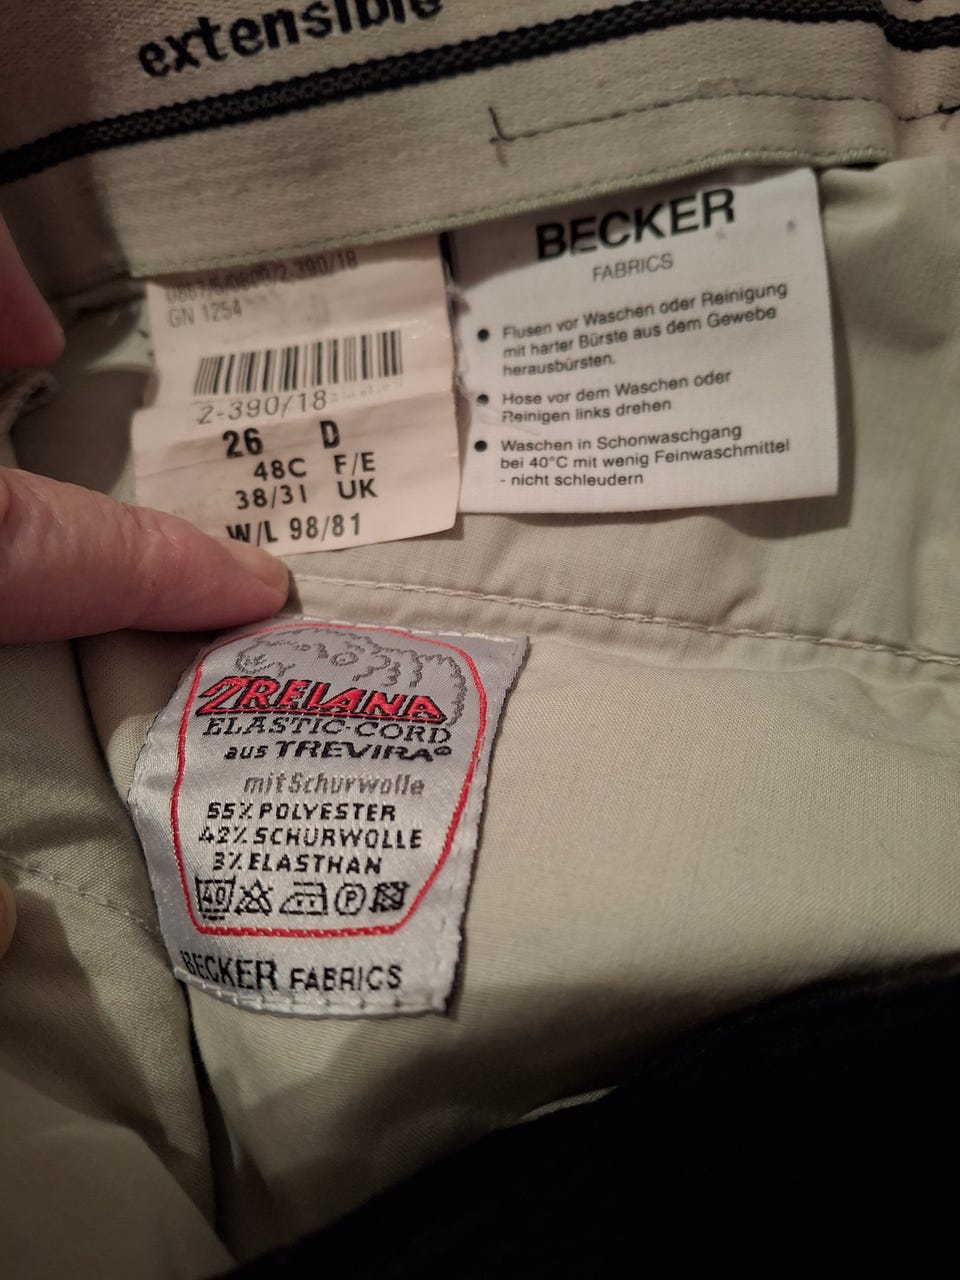 extensible
GN 1254
2-390/18
26 D
48C F/E
38/31 UK
W/L 98/81
BECKER
FABRICS
● Flusen vor Waschen oder Reinigung
mit harter Bürste aus dem Gewebe
herausbürsten.
● Hose vor dem Waschen oder
Reinigen links drehen
● Waschen in Schonwaschgang
bei 40°C mit wenig Feinwaschmittel
- nicht schleudern
TRELANA
ELASTIC-CORD
aus TREVIRA®
mit Schurwolle
55% POLYESTER
42% SCHURWOLLE
3% ELASTHAN
40 P
BECKER FABRICS